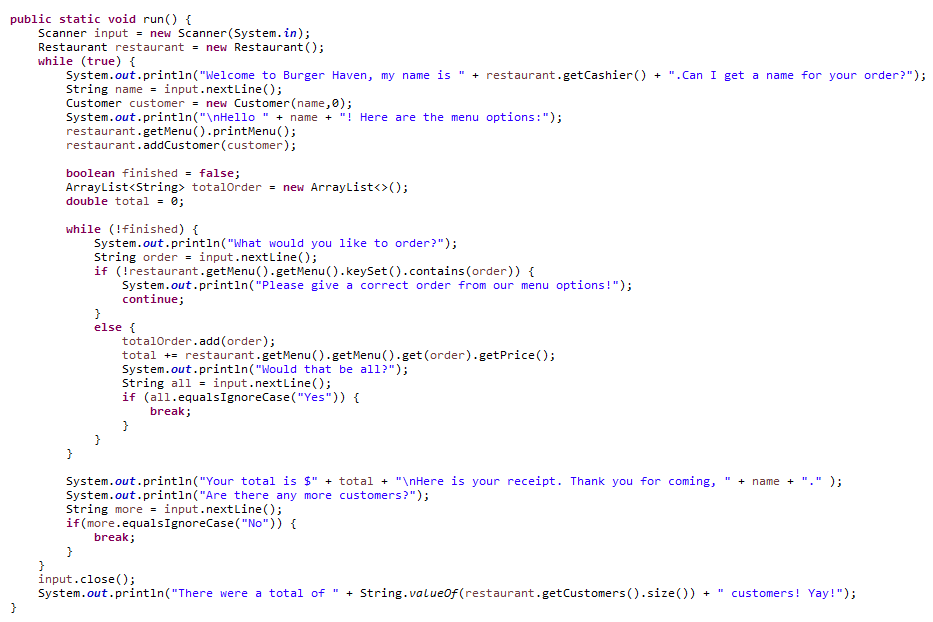 public static void run() {
    Scanner input = new Scanner(System.in);
    Restaurant restaurant = new Restaurant();
    while (true) {
        System.out.println("Welcome to Burger Haven, my name is " + restaurant.getCashier() + ".Can I get a name for your order?");
        String name = input.nextLine();
        Customer customer = new Customer(name,0);
        System.out.println("\nHello " + name + "! Here are the menu options:");
        restaurant.getMenu().printMenu();
        restaurant.addCustomer(customer);

        boolean finished = false;
        ArrayList<String> totalOrder = new ArrayList<>();
        double total = 0;

        while (!finished) {
            System.out.println("What would you like to order?");
            String order = input.nextLine();
            if (!restaurant.getMenu().getMenu().keySet().contains(order)) {
                System.out.println("Please give a correct order from our menu options!");
                continue;
            }
            else {
                totalOrder.add(order);
                total += restaurant.getMenu().getMenu().get(order).getPrice();
                System.out.println("Would that be all?");
                String all = input.nextLine();
                if (all.equalsIgnoreCase("Yes")) {
                    break;
                }
            }
        }

        System.out.println("Your total is $" + total + "\nHere is your receipt. Thank you for coming, " + name + "." );
        System.out.println("Are there any more customers?");
        String more = input.nextLine();
        if(more.equalsIgnoreCase("No")) {
            break;
        }
    }
    input.close();
    System.out.println("There were a total of " + String.valueOf(restaurant.getCustomers().size()) + " customers! Yay!");
}